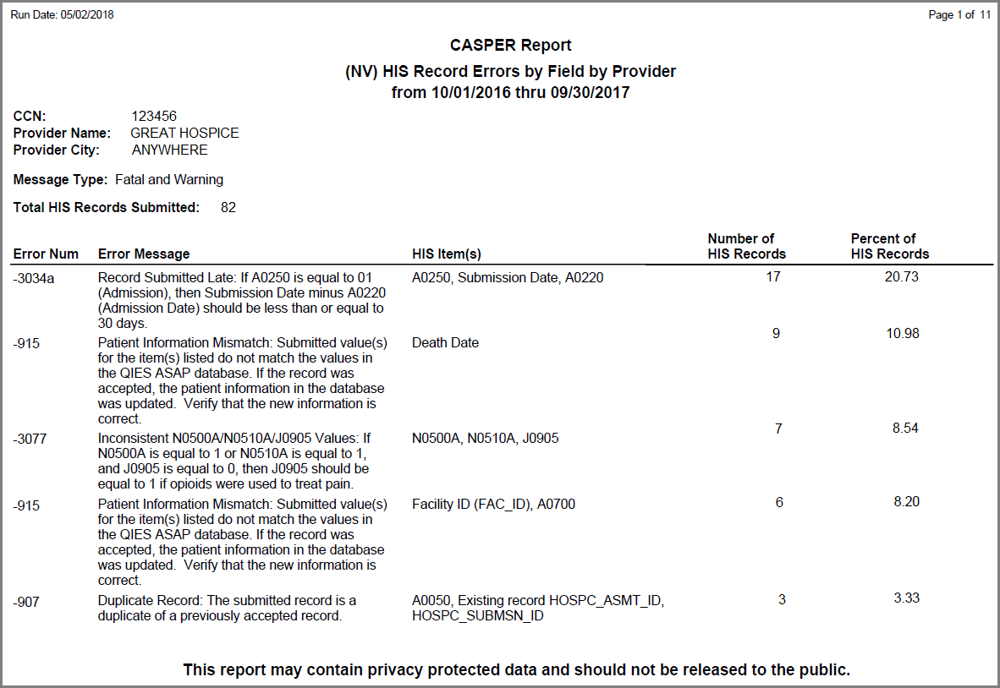 Run Date: 05/02/2018
Page 1 of 11
CASPER Report
(NV) HIS Record Errors by Field by Provider
from 10/01/2016 thru 09/30/2017
CCN: 123456
Provider Name: GREAT HOSPICE
Provider City: ANYWHERE
Message Type: Fatal and Warning
Total HIS Records Submitted: 82
Number of Percent of
Error Num Error Message HIS Item(s) HIS Records HIS Records
-3034a Record Submitted Late: If A0250 is equal to 01 A0250, Submission Date, A0220 17 20.73
(Admission), then Submission Date minus A0220
(Admission Date) should be less than or equal to
30 days.
-915 Patient Information Mismatch: Submitted value(s) Death Date 9 10.98
for the item(s) listed do not match the values in
the QIES ASAP database. If the record was
accepted, the patient information in the database
was updated. Verify that the new information is
correct.
-3077 Inconsistent N0500A/N0510A/J0905 Values: If N0500A, N0510A, J0905 7 8.54
N0500A is equal to 1 or N0510A is equal to 1,
and J0905 is equal to 0, then J0905 should be
equal to 1 if opioids were used to treat pain.
-915 Patient Information Mismatch: Submitted value(s) Facility ID (FAC_ID), A0700 6 8.20
for the item(s) listed do not match the values in
the QIES ASAP database. If the record was
accepted, the patient information in the database
was updated. Verify that the new information is
correct.
-907 Duplicate Record: The submitted record is a A0050, Existing record HOSPC_ASMT_ID, 3 3.33
duplicate of a previously accepted record. HOSPC_SUBMSN_ID
This report may contain privacy protected data and should not be released to the public.